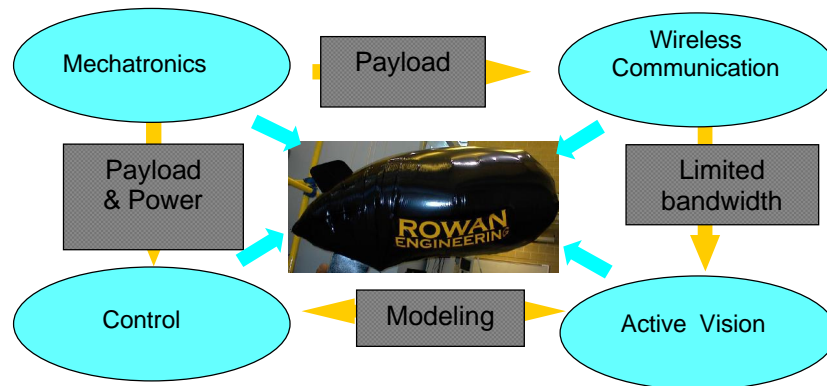 Mechatronics
Payload
Wireless
Communication
Payload
& Power
Limited
bandwidth
ROWAN
ENGINEERING
Control
Modeling
Active Vision